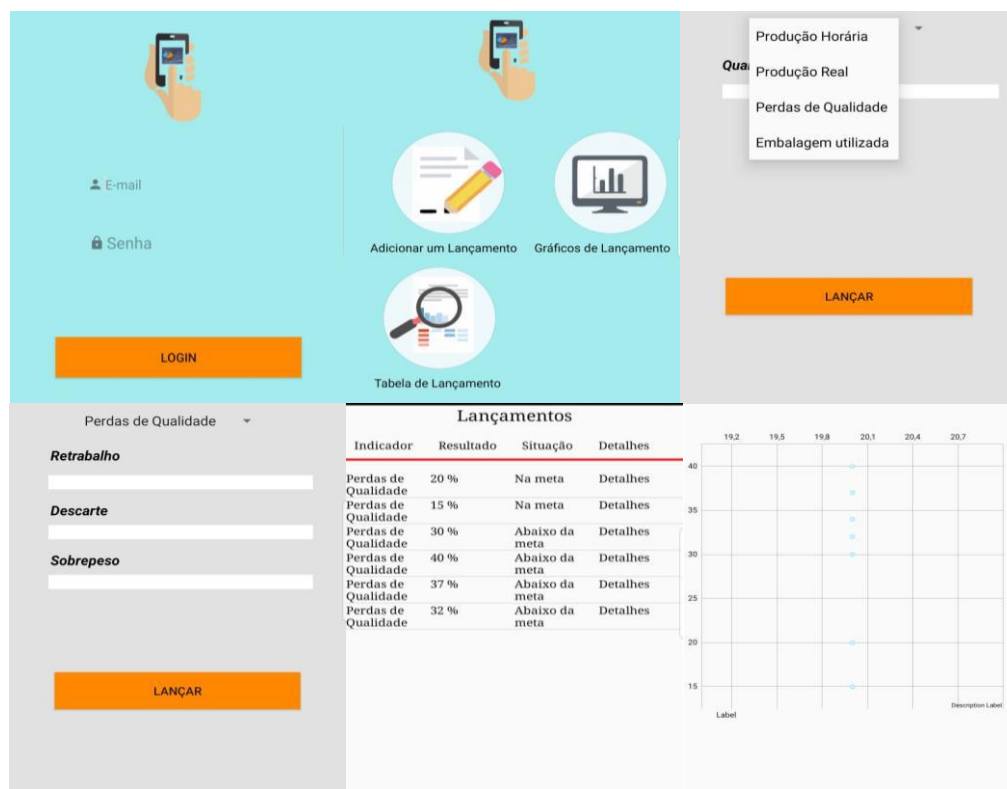 E-mail
Senha
LOGIN
Adicionar um Lançamento
Gráficos de Lançamento
Tabela de Lançamento
Produção Horária
Qua
Produção Real
Perdas de Qualidade
Embalagem utilizada
LANÇAR
Perdas de Qualidade
Retrabalho
Descarte
Sobrepeso
LANÇAR
Lançamentos
Indicador Resultado Situação Detalhes
Perdas de Qualidade 20 % Na meta Detalhes
Perdas de Qualidade 15 % Na meta Detalhes
Perdas de Qualidade 30 % Abaixo da meta Detalhes
Perdas de Qualidade 40 % Abaixo da meta Detalhes
Perdas de Qualidade 37 % Abaixo da meta Detalhes
Perdas de Qualidade 32 % Abaixo da meta Detalhes
19,2 19,5 19,8 20,1 20,4 20,7
40
35
30
25
20
15
Description Label
Label